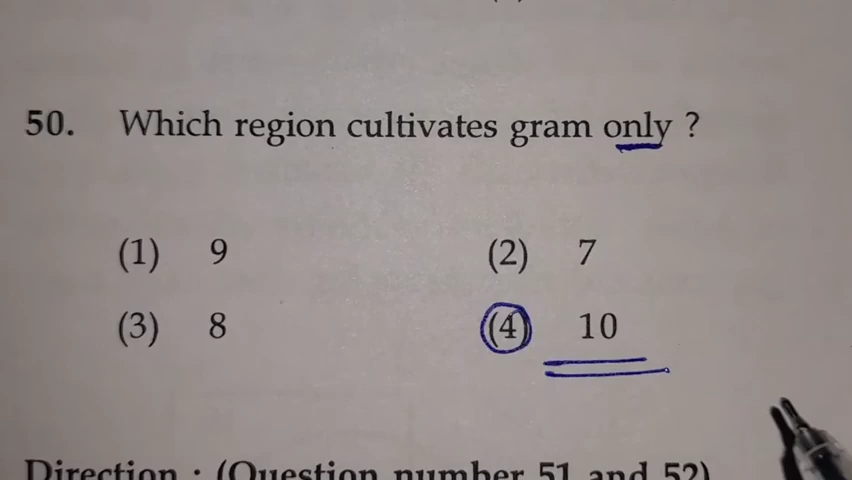 50. Which region cultivates gram only ?
(1) 9 (2) 7
(3) 8 (4) 10
Direction : (Question number 51 and 52)